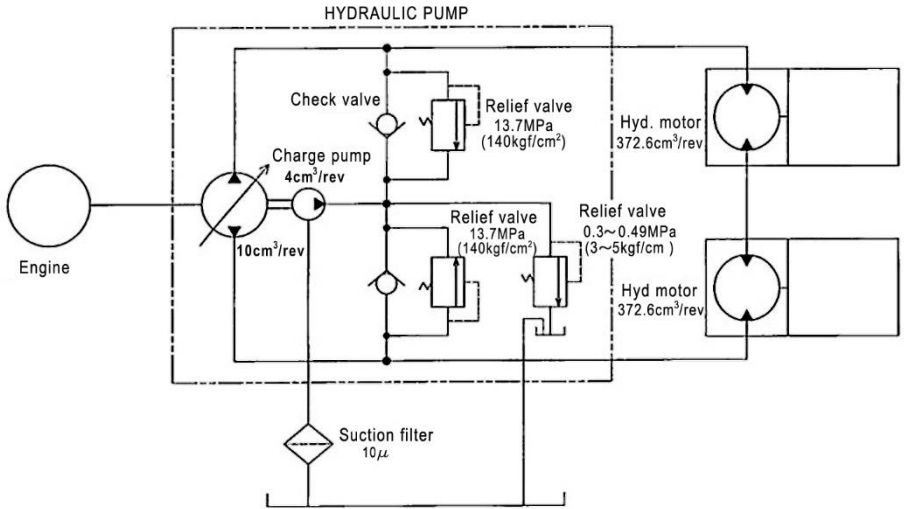 HYDRAULIC PUMP
Check valve
Relief valve
13.7MPa
(140kgf/cm²)
Charge pump
4cm³/rev
Hyd. motor
372.6cm³/rev
Engine
10cm³/rev
Relief valve
13.7MPa
(140kgf/cm²)
Relief valve
0.3～0.49MPa
(3～5kgf/cm )
Hyd motor
372.6cm³/rev
Suction filter
10μ